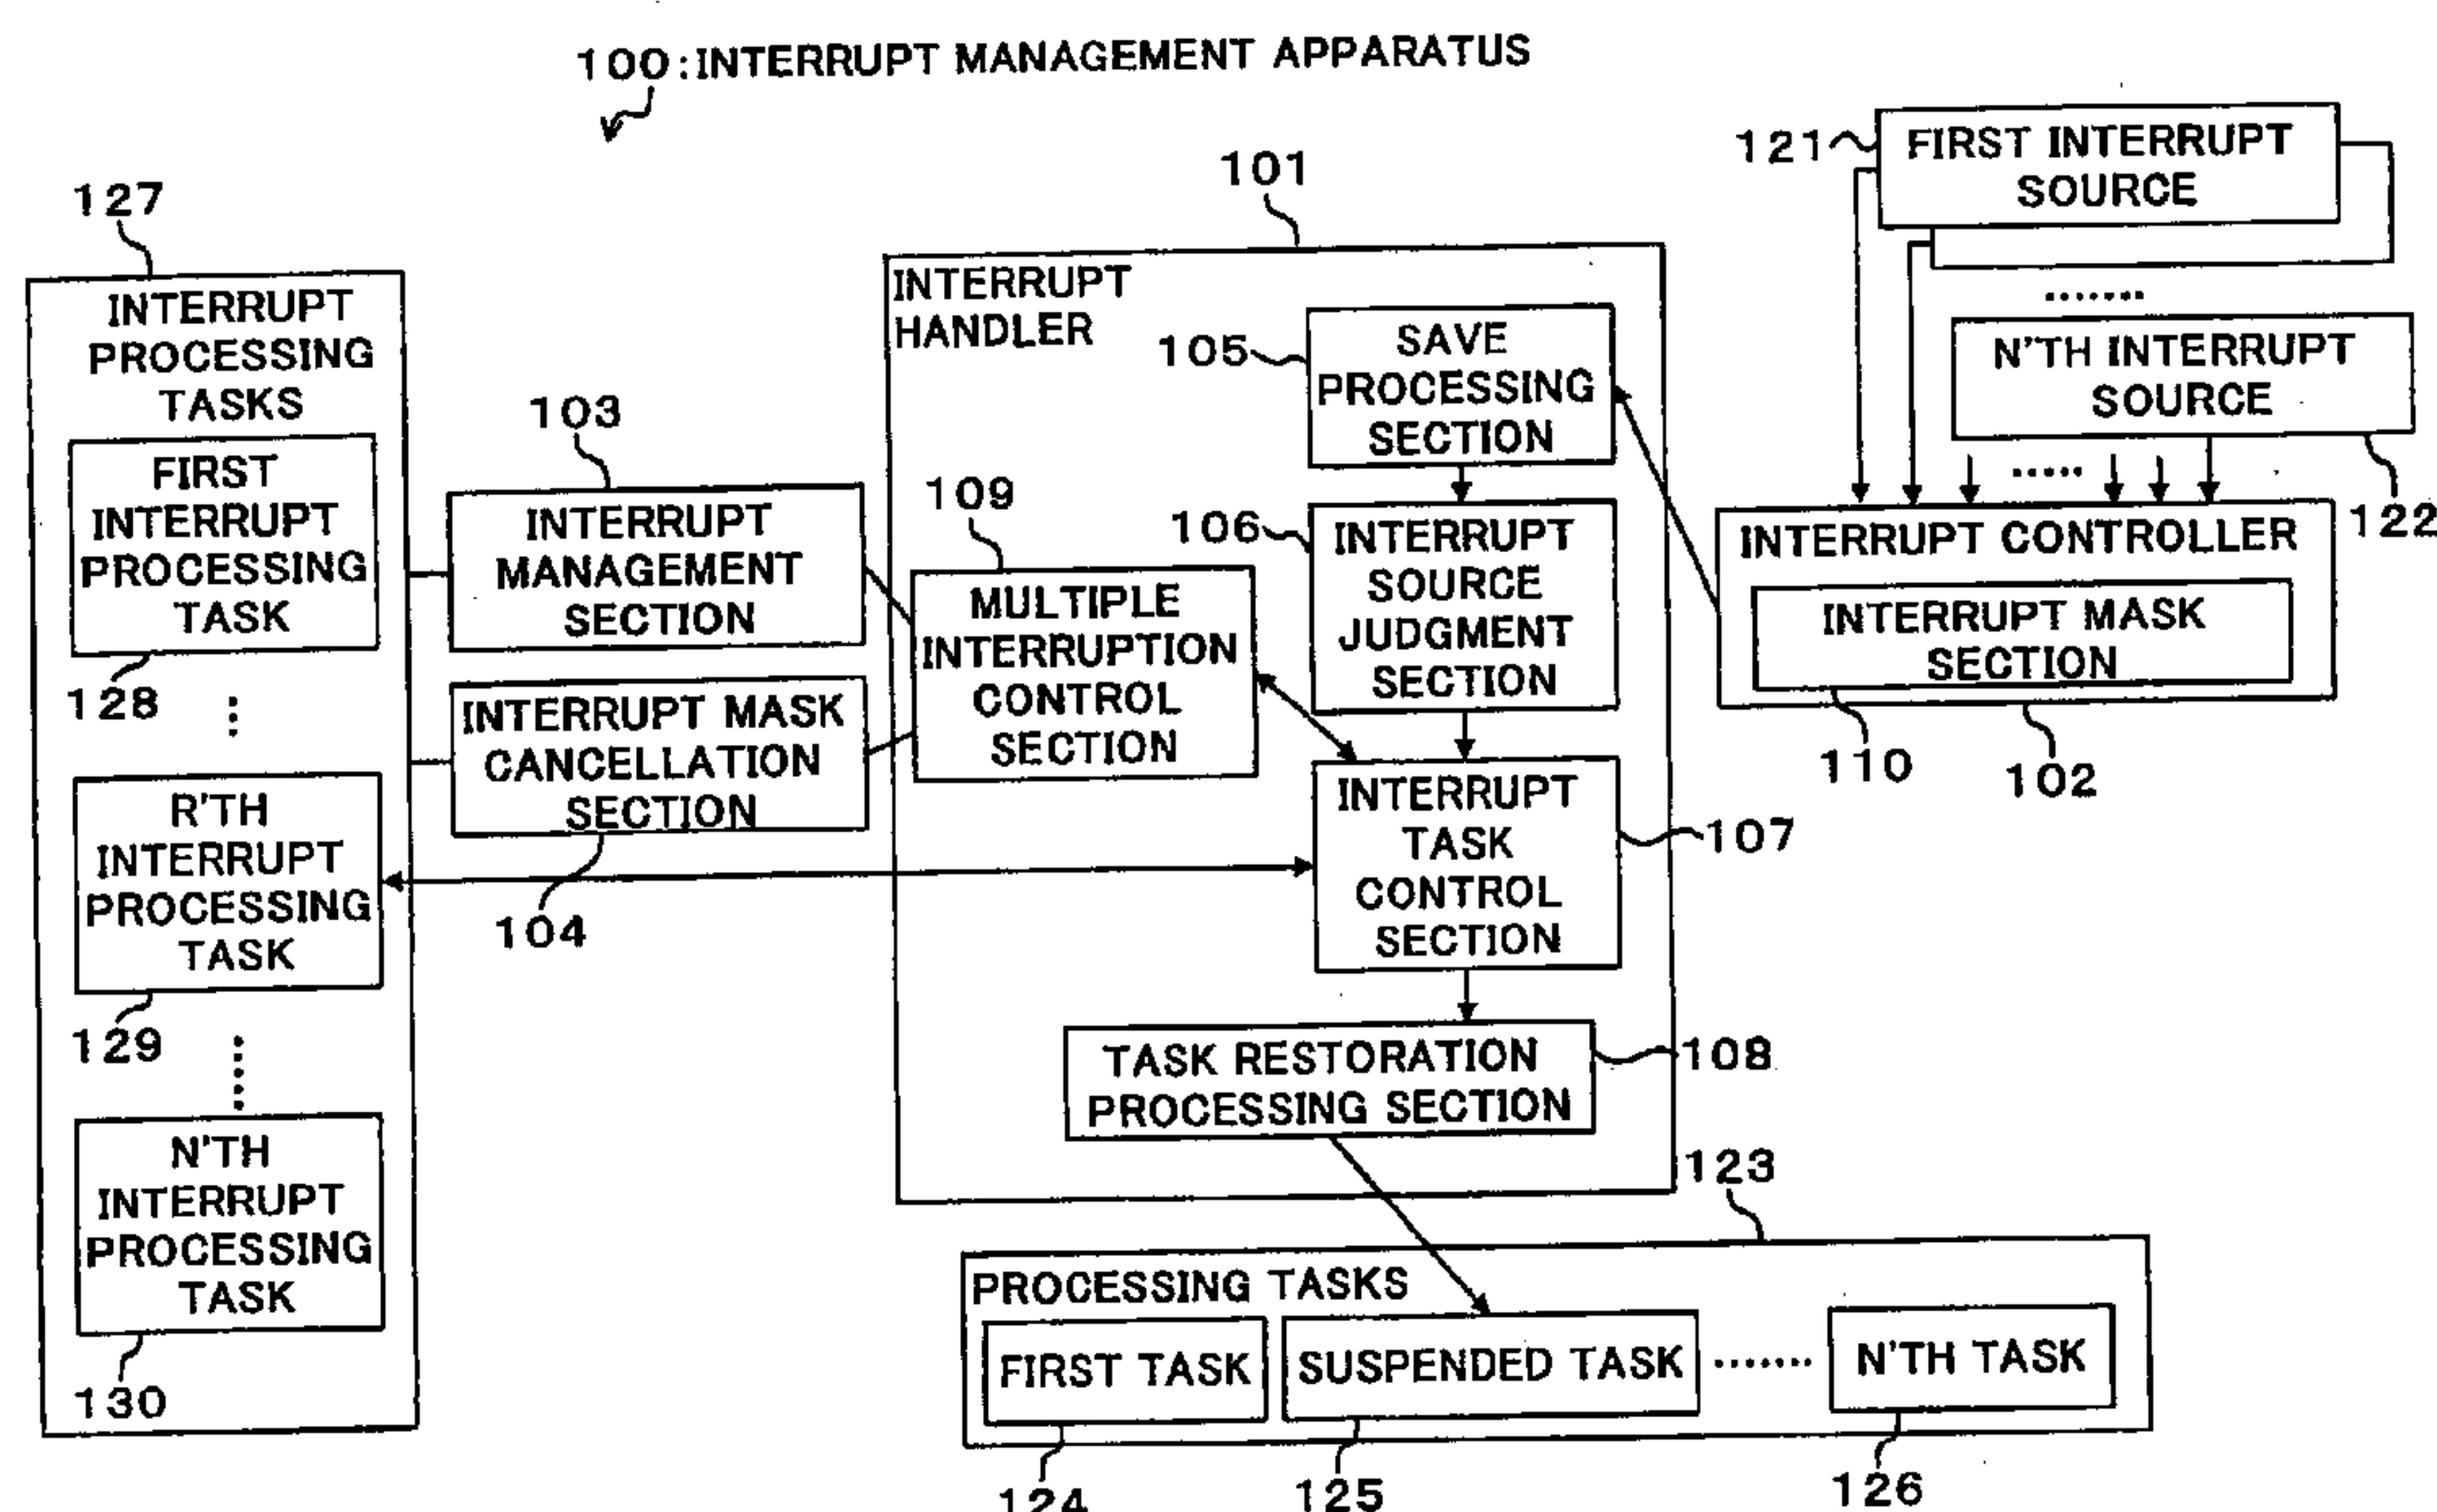 100:INTERRUPT MANAGEMENT APPARATUS
127
INTERRUPT
PROCESSING
TASKS
FIRST
INTERRUPT
PROCESSING
TASK
128
R'TH
INTERRUPT
PROCESSING
TASK
129
N'TH
INTERRUPT
PROCESSING
TASK
130
103
INTERRUPT
MANAGEMENT
SECTION
INTERRUPT MASK
CANCELLATION
SECTION
104
101
INTERRUPT
HANDLER
105
SAVE
PROCESSING
SECTION
109
MULTIPLE
INTERRUPTION
CONTROL
SECTION
106
INTERRUPT
SOURCE
JUDGMENT
SECTION
INTERRUPT
TASK
CONTROL
SECTION
107
TASK RESTORATION
PROCESSING SECTION
108
121
FIRST INTERRUPT
SOURCE
.......
N'TH INTERRUPT
SOURCE
122
.....
INTERRUPT CONTROLLER
INTERRUPT MASK
SECTION
110
102
123
PROCESSING TASKS
FIRST TASK
SUSPENDED TASK
.......
N'TH TASK
124
125
126